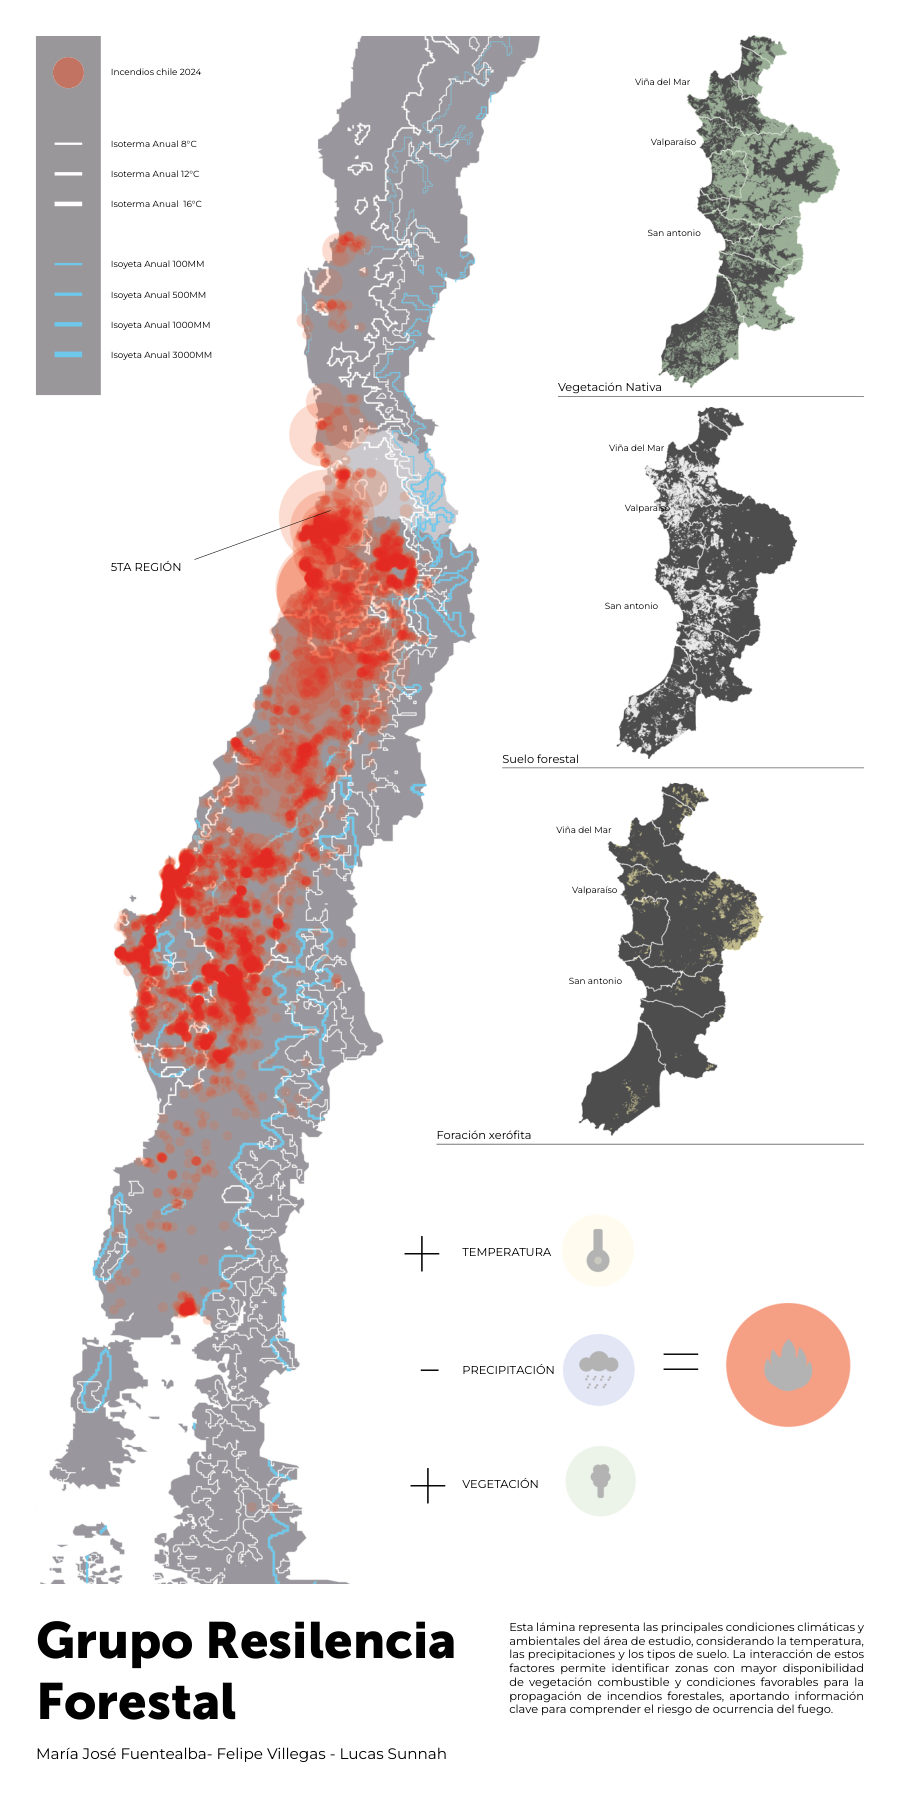 Incendios chile 2024
Isoterma Anual 8°C
Isoterma Anual 12°C
Isoterma Anual 16°C
Isoyeta Anual 100MM
Isoyeta Anual 500MM
Isoyeta Anual 1000MM
Isoyeta Anual 3000MM
5TA REGIÓN
Viña del Mar
Valparaíso
San antonio
Vegetación Nativa
Viña del Mar
Valparaíso
San antonio
Suelo forestal
Viña del Mar
Valparaíso
San antonio
Foración xerófita
+ TEMPERATURA
- PRECIPITACIÓN =
+ VEGETACIÓN
Grupo Resilencia
Forestal
María José Fuentealba- Felipe Villegas - Lucas Sunnah
Esta lámina representa las principales condiciones climáticas y
ambientales del área de estudio, considerando la temperatura,
las precipitaciones y los tipos de suelo. La interacción de estos
factores permite identificar zonas con mayor disponibilidad
de vegetación combustible y condiciones favorables para la
propagación de incendios forestales, aportando información
clave para comprender el riesgo de ocurrencia del fuego.